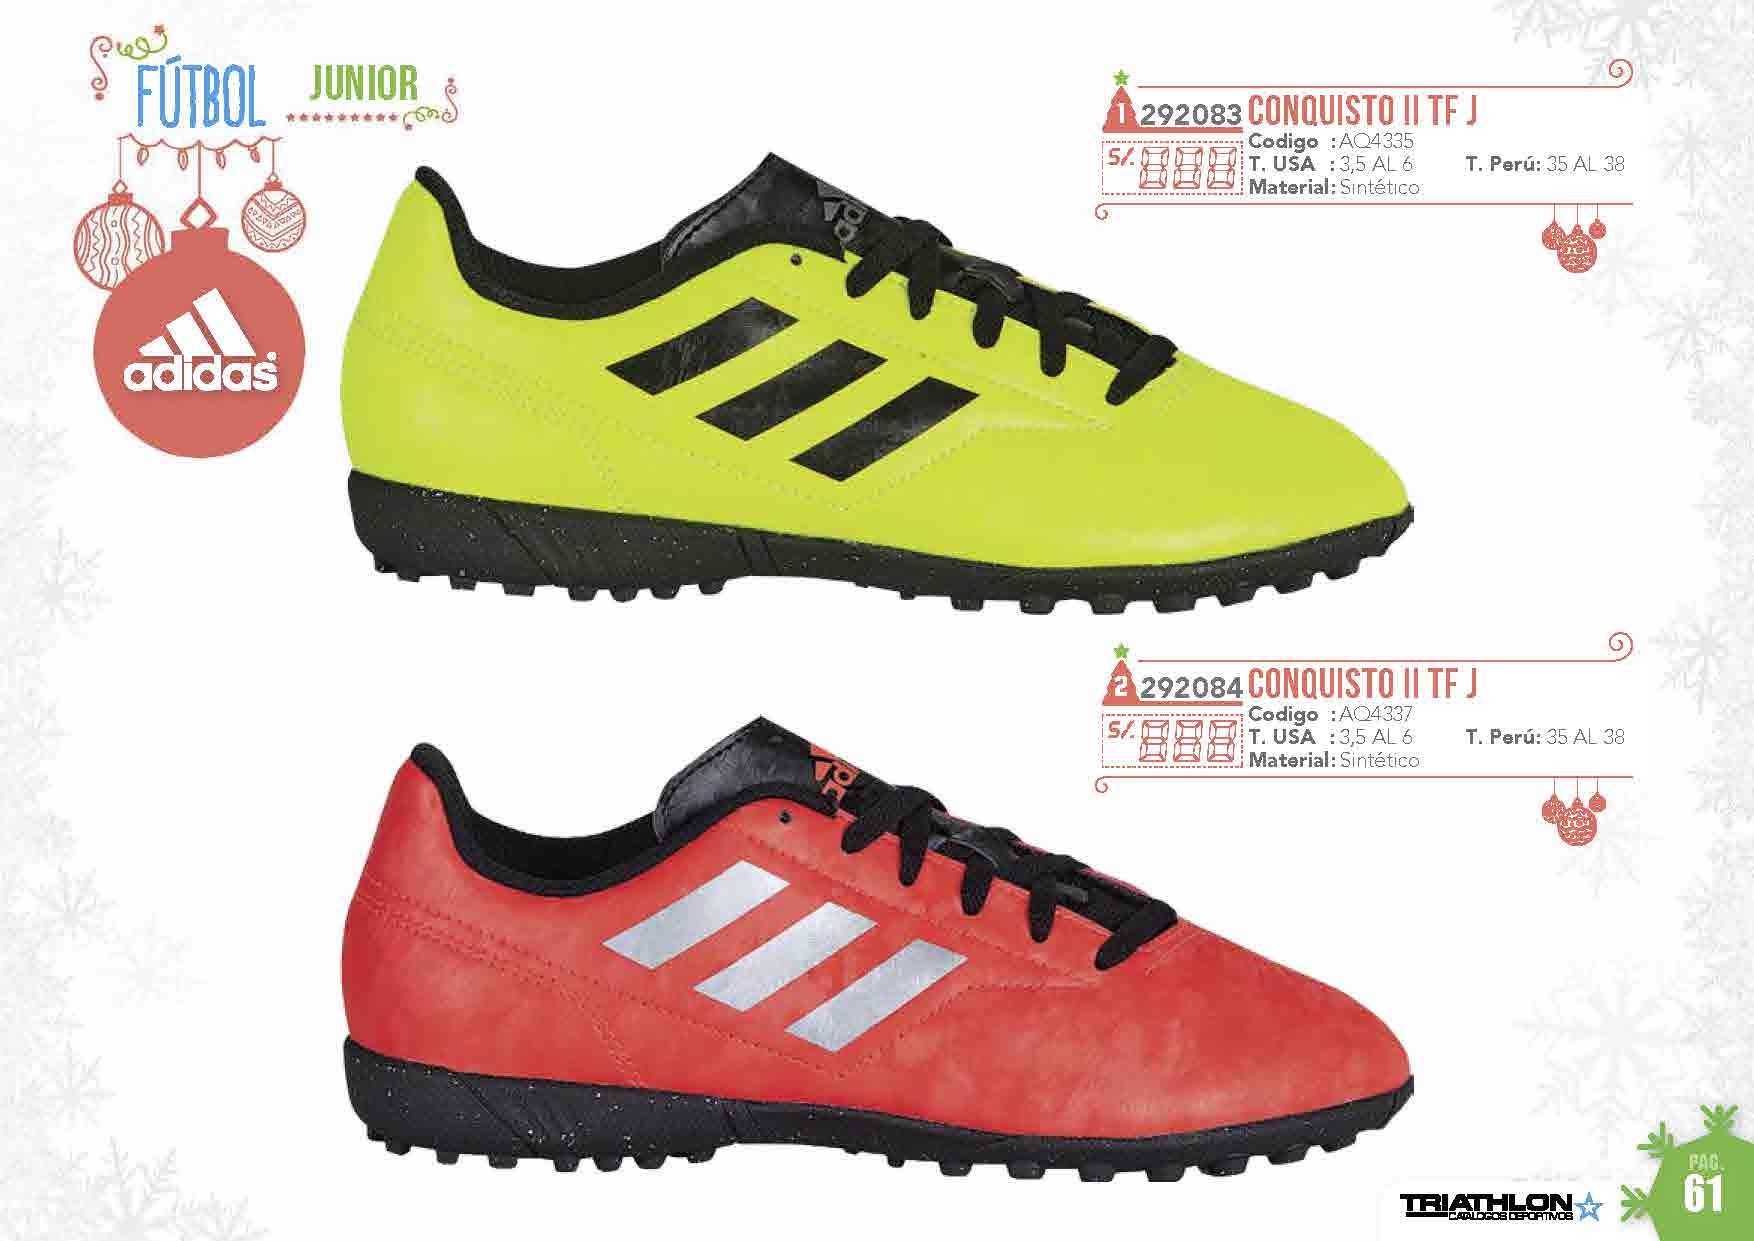 FÚTBOL JUNIOR
adidas
1 292083 CONQUISTO II TF J
S/. 888
Codigo : AQ4335
T. USA : 3,5 AL 6 T. Perú: 35 AL 38
Material: Sintético
2 292084 CONQUISTO II TF J
S/. 888
Codigo : AQ4337
T. USA : 3,5 AL 6 T. Perú: 35 AL 38
Material: Sintético
TRIATHLON
CATALOGOS DEPORTIVOS
PAG.
61